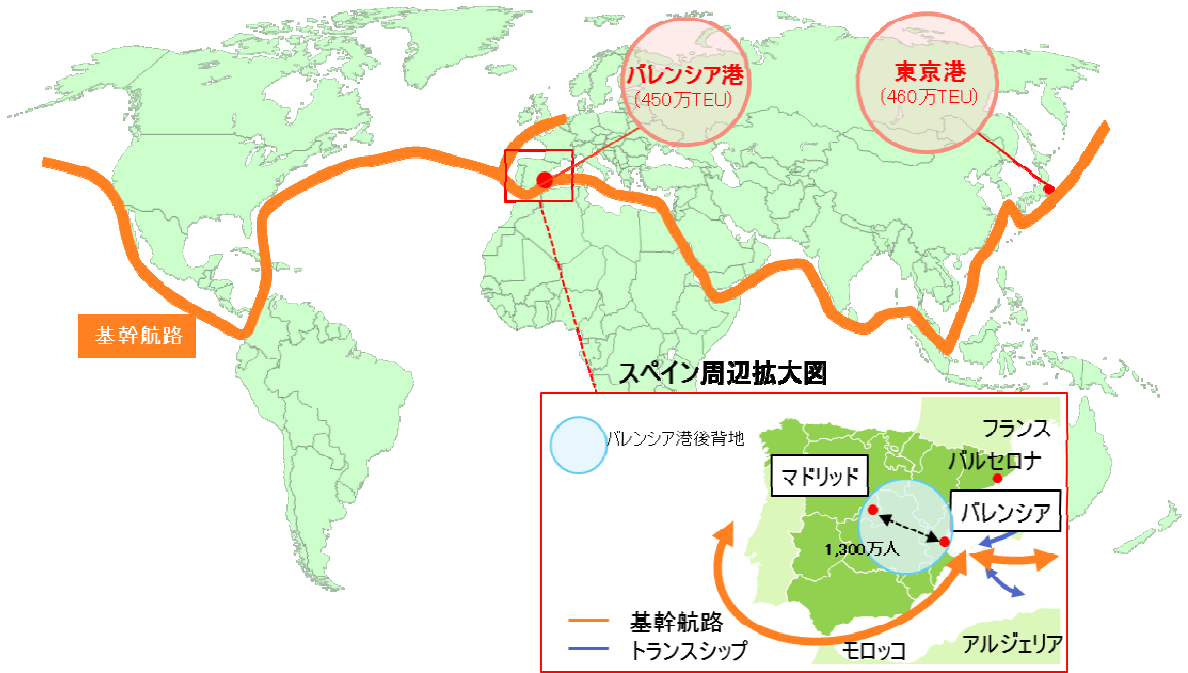 バレンシア港
(450万TEU)
東京港
(460万TEU)
基幹航路
スペイン周辺拡大図
バレンシア港後背地
フランス
バルセロナ
マドリッド
バレンシア
1,300万人
基幹航路
トランスシップ
モロッコ
アルジェリア